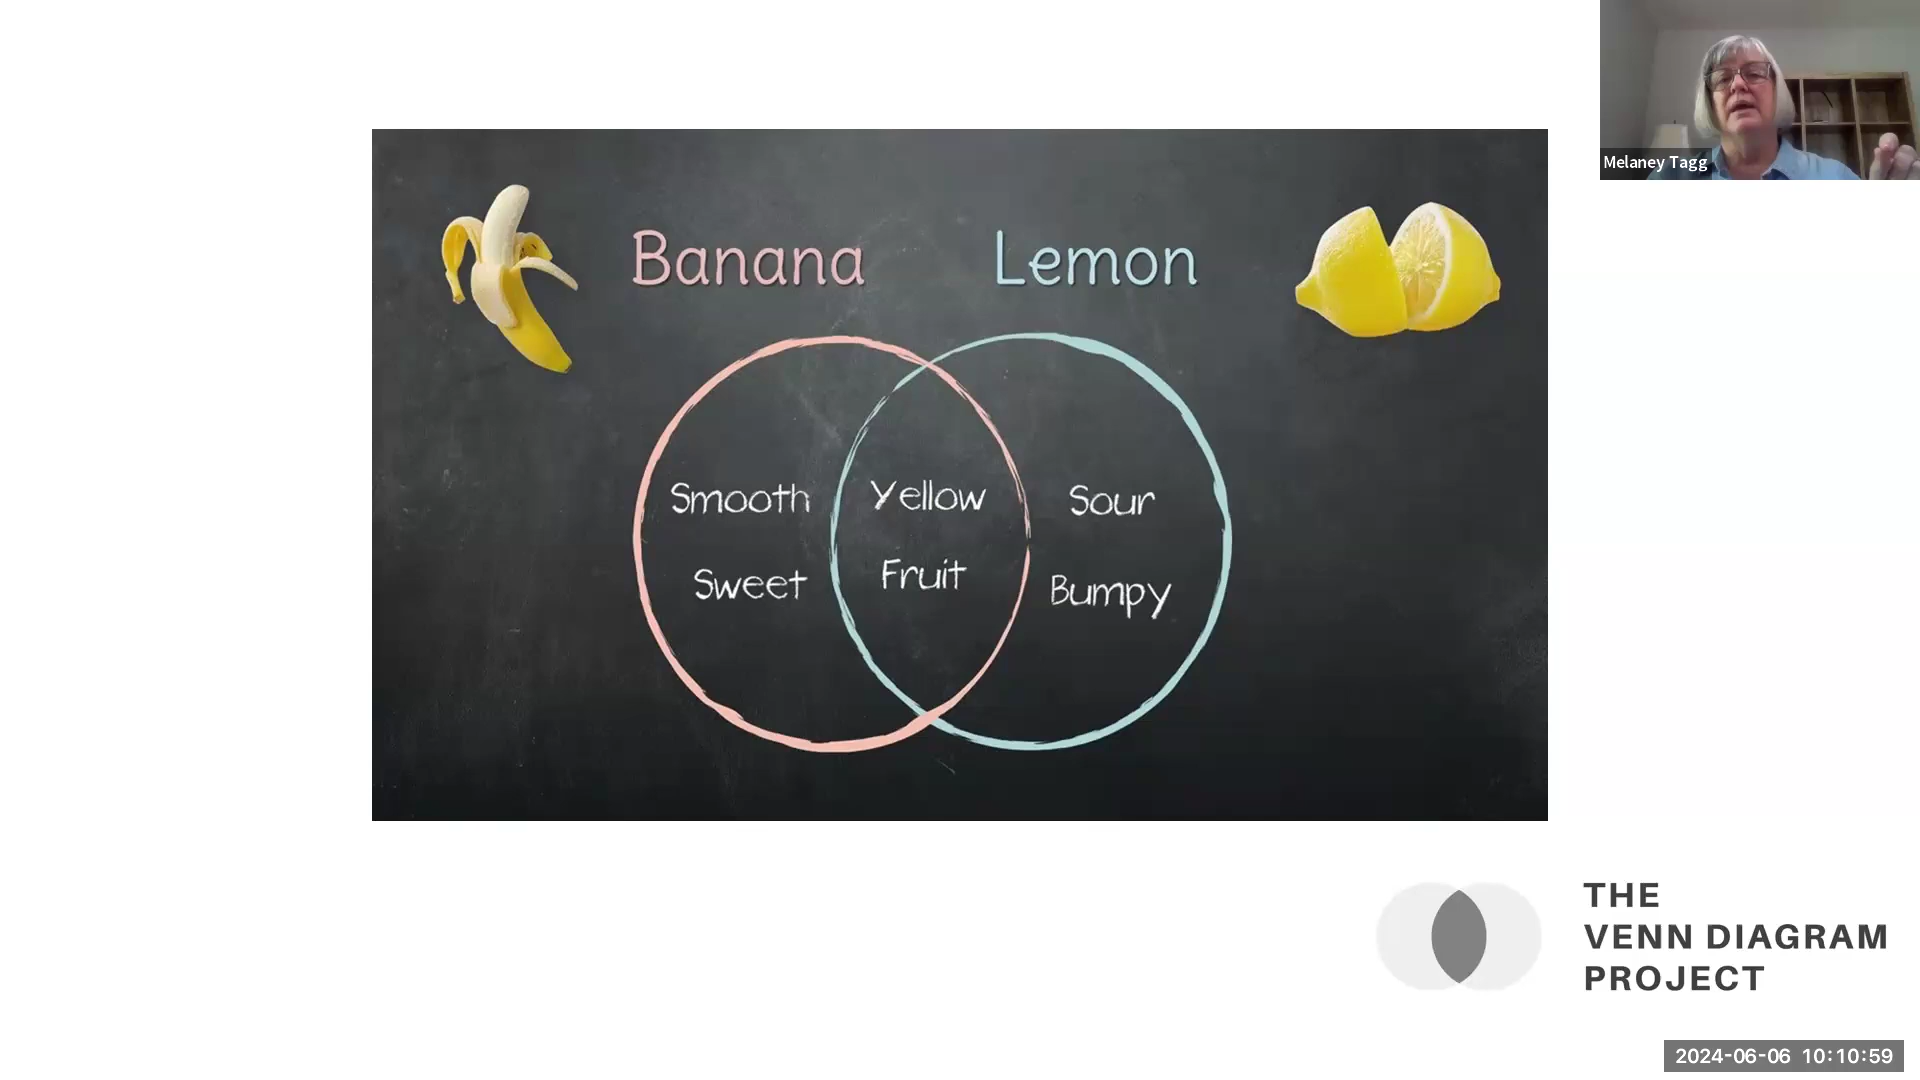 Melaney Tagg
Banana
Lemon
Smooth
Sweet
Yellow
Fruit
Sour
Bumpy
THE
VENN DIAGRAM
PROJECT
2024-06-06 10:10:59